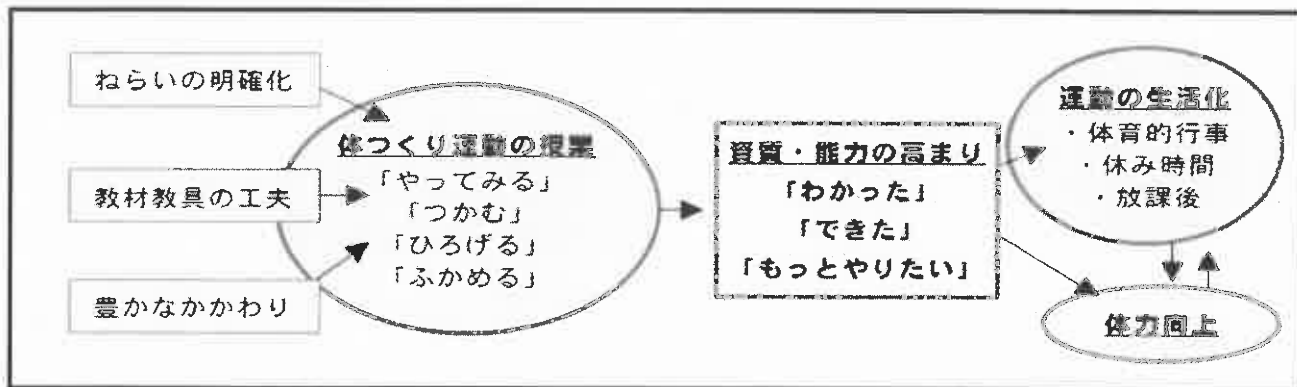 ねらいの明確化
教材教具の工夫
豊かなかかわり
体つくり運動の授業
「やってみる」
「つかむ」
「ひろげる」
「ふかめる」
資質・能力の高まり
「わかった」
「できた」
「もっとやりたい」
運動の生活化
・体育的行事
・休み時間
・放課後
体力向上